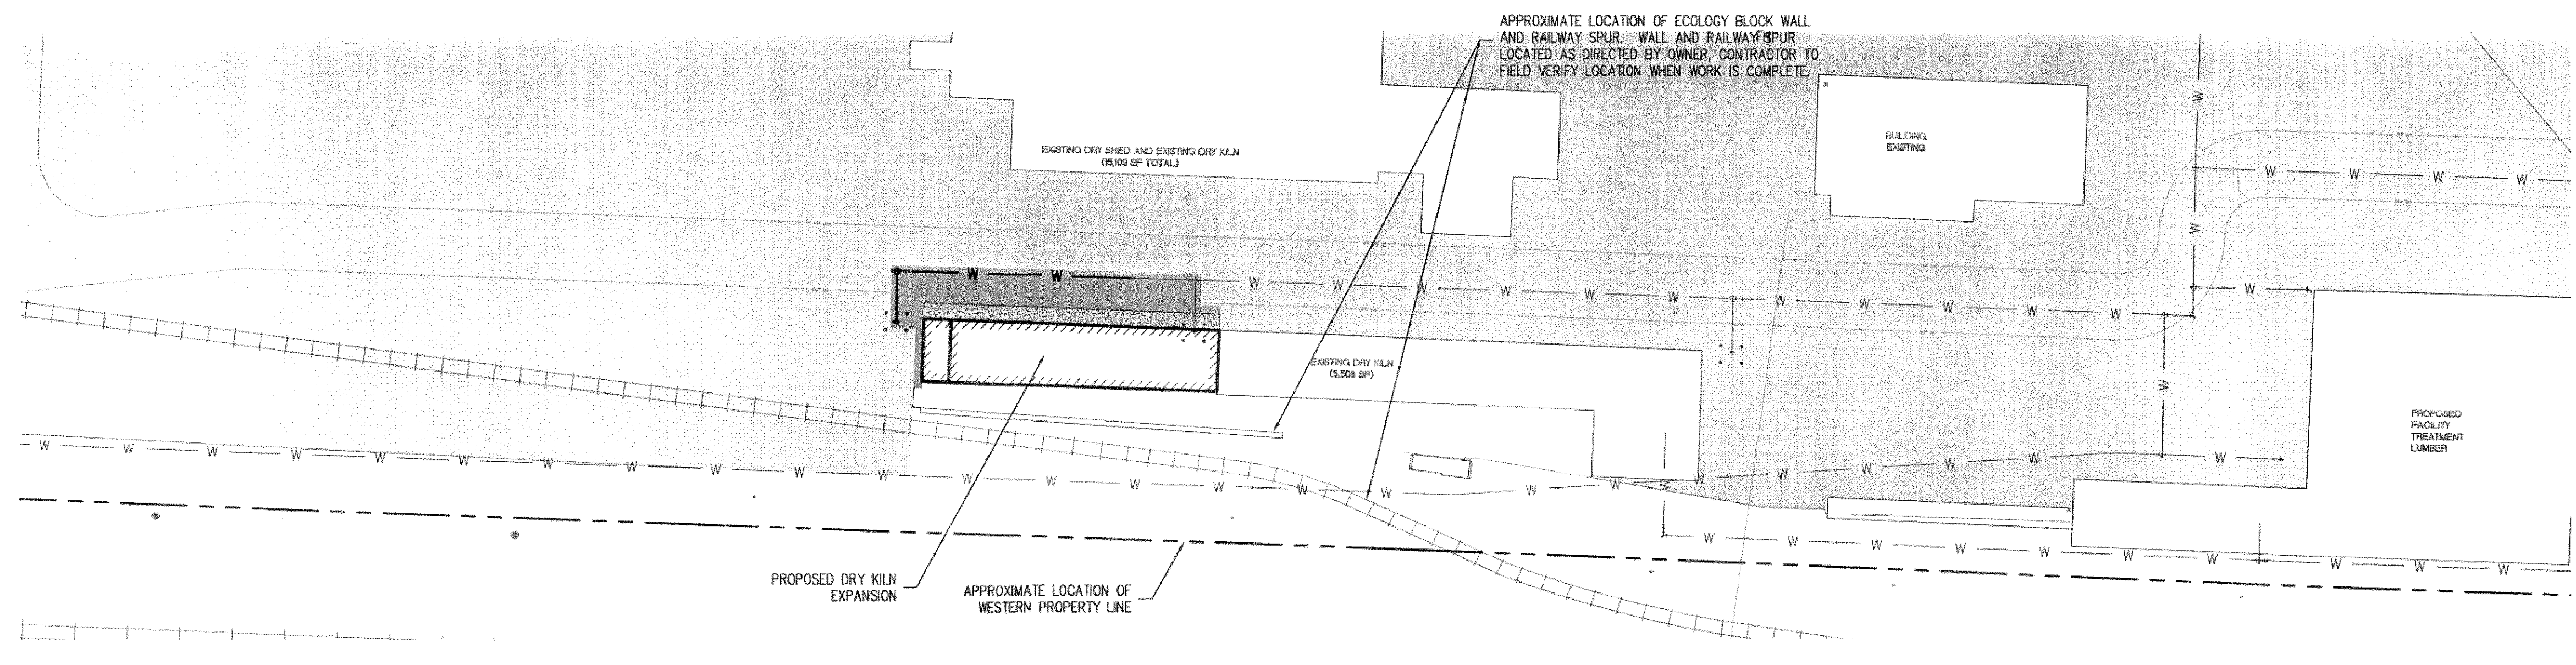 APPROXIMATE LOCATION OF ECOLOGY BLOCK WALL
AND RAILWAY SPUR. WALL AND RAILWAY SPUR
LOCATED AS DIRECTED BY OWNER, CONTRACTOR TO
FIELD VERIFY LOCATION WHEN WORK IS COMPLETE.
EXISTING DRY SHED AND EXISTING DRY KILN
(15,109 SF TOTAL)
BUILDING
EXISTING
W
W W W W
W
W W W W W W W W W W W W W
W
EXISTING DRY KILN
(5,508 SF)
W
PROPOSED
FACILITY
TREATMENT
LUMBER
W W W W W W W W W W W W W W W W W W W W W W W W W W
W
W W W W W W W W W W
PROPOSED DRY KILN
EXPANSION
APPROXIMATE LOCATION OF
WESTERN PROPERTY LINE